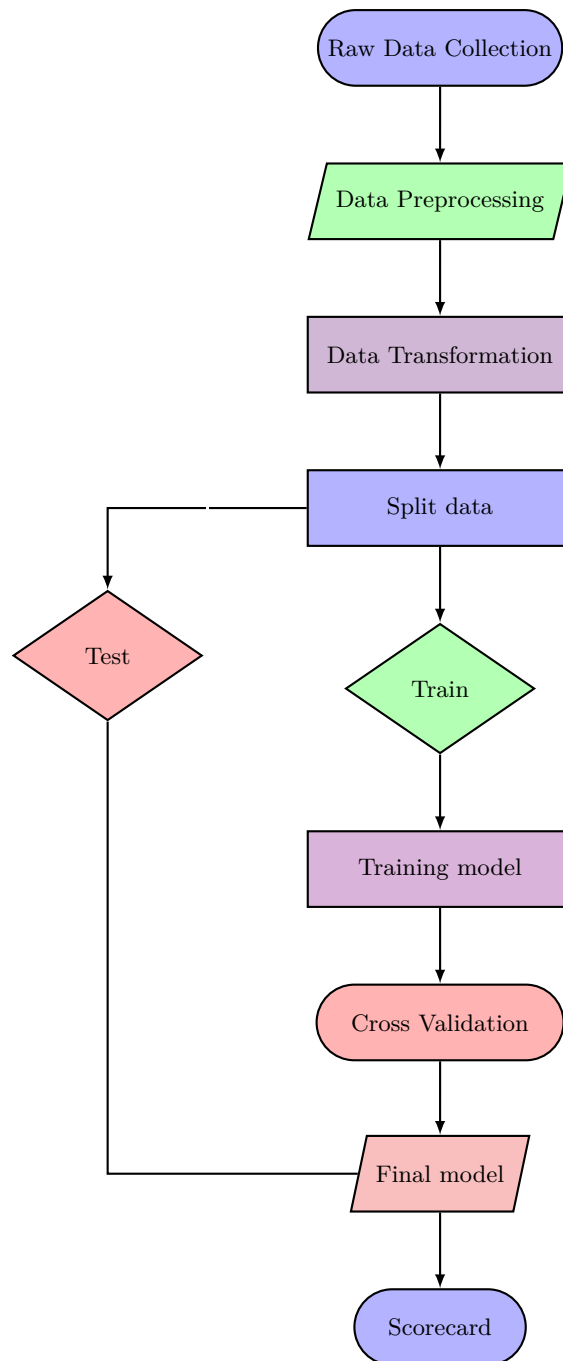 Raw Data Collection
Data Preprocessing
Data Transformation
Split data
Test
Train
Training model
Cross Validation
Final model
Scorecard